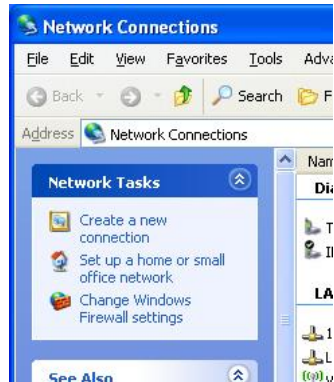 Network Connections
File Edit View Favorites Tools
Back Search
Address Network Connections
Network Tasks
Create a new
connection
Set up a home or small
office network
Change Windows
Firewall settings
See Also